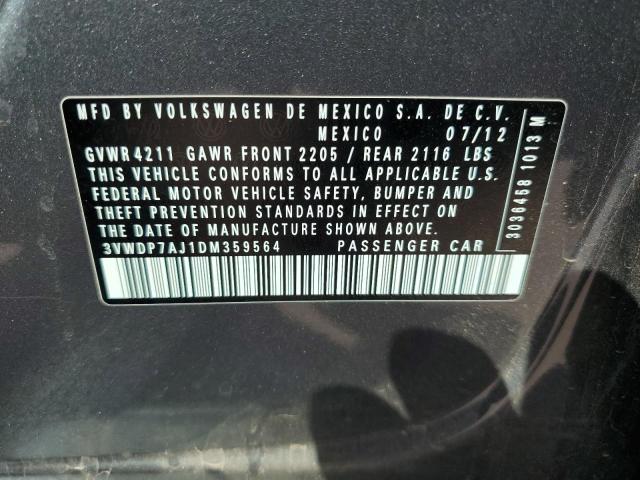 MFD BY VOLKSWAGEN DE MEXICO S.A. DE C.V.
MEXICO 07/12
GVWR 4211 GAWR FRONT 2205 / REAR 2116 LBS
THIS VEHICLE CONFORMS TO ALL APPLICABLE U.S.
FEDERAL MOTOR VEHICLE SAFETY, BUMPER AND
THEFT PREVENTION STANDARDS IN EFFECT ON
THE DATE OF MANUFACTURE SHOWN ABOVE.
3VWDP7AJ1DM359564 PASSENGER CAR
3036458 1013 M